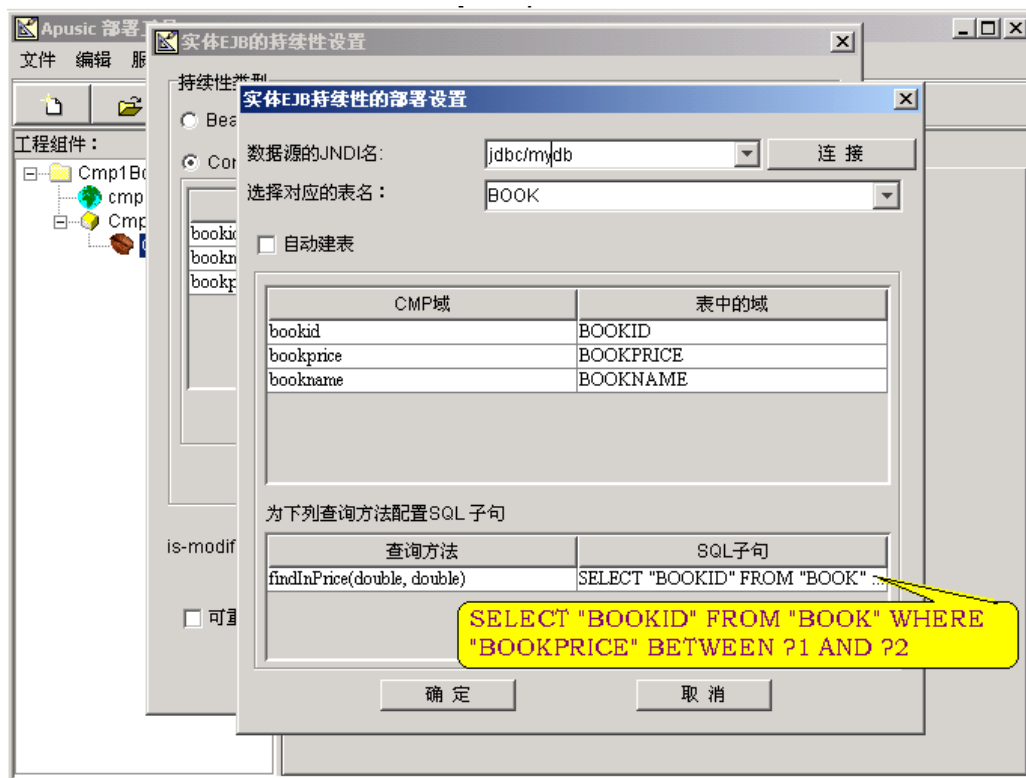 Apusic 部署工具
实体EJB的持续性设置
文件 编辑 服
持续性类型
实体EJB持续性的部署设置
Bea
工程组件：
数据源的JNDI名:
jdbc/mydb
连 接
Cmp1Bo
Con
cmp
选择对应的表名：
BOOK
Cmp
bookid
自动建表
bookn
bookp
CMP域
表中的域
bookid
BOOKID
bookprice
BOOKPRICE
bookname
BOOKNAME
为下列查询方法配置SQL 子句
is-modif
查询方法
SQL子句
findInPrice(double, double)
SELECT "BOOKID" FROM "BOOK" ...
可重
SELECT "BOOKID" FROM "BOOK" WHERE
"BOOKPRICE" BETWEEN ?1 AND ?2
确 定
取 消